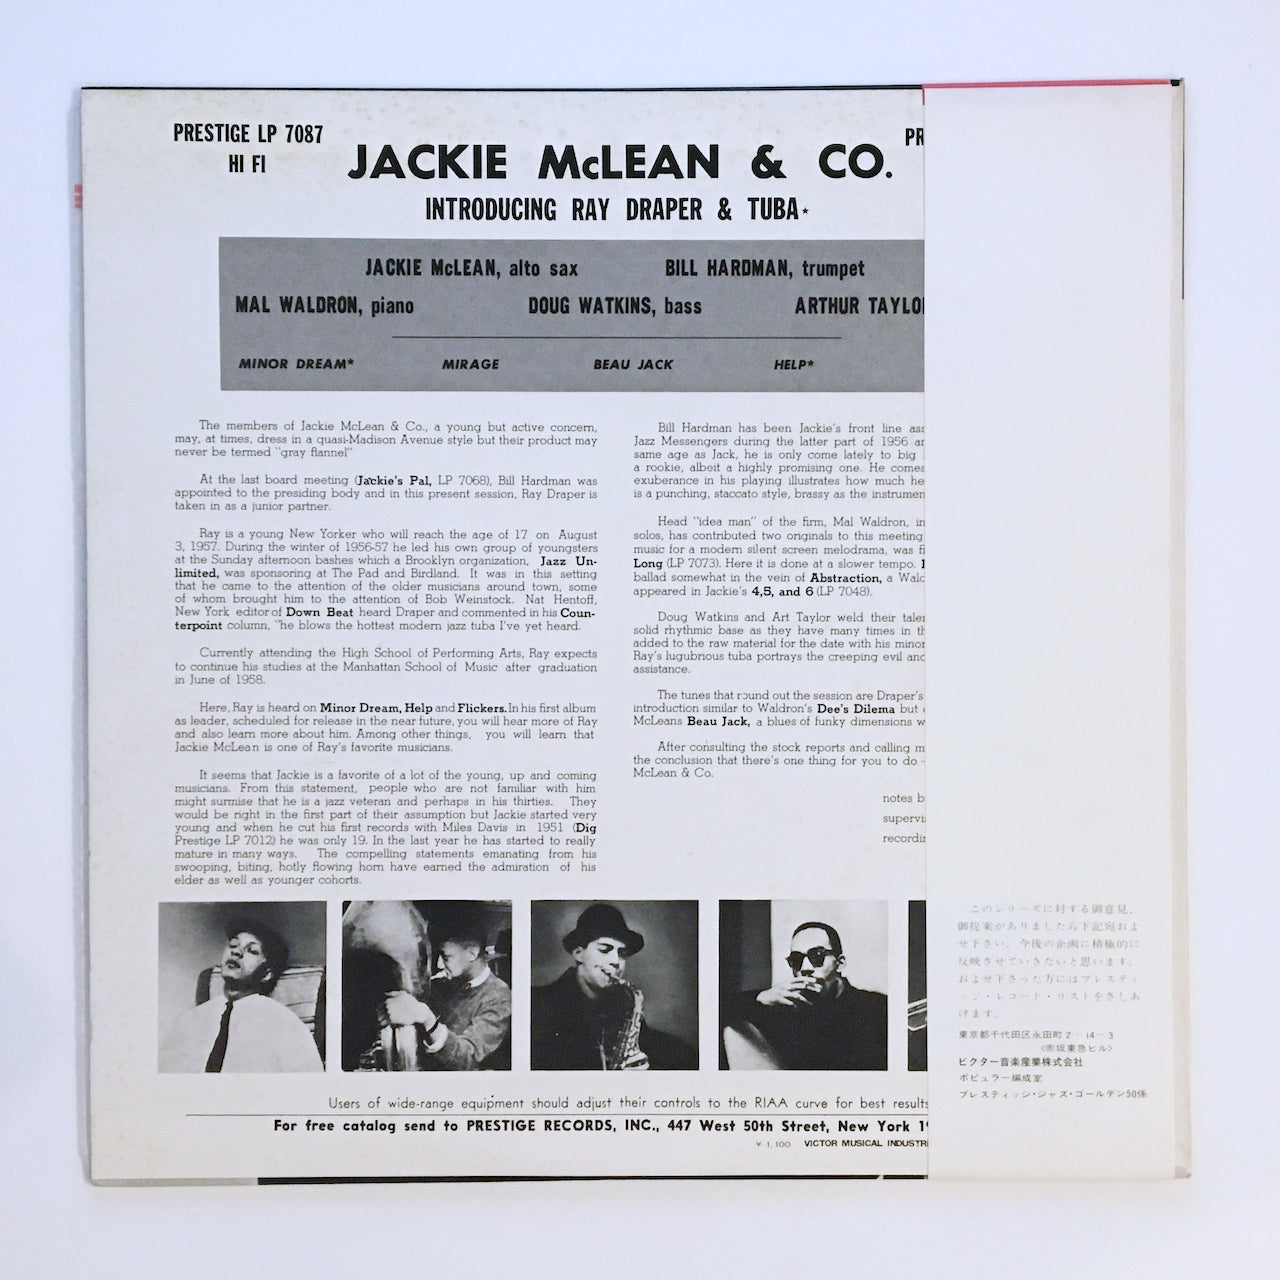 PRESTIGE LP 7087
HI FI
PR
JACKIE McLEAN & CO.
INTRODUCING RAY DRAPER & TUBA★
JACKIE McLEAN, alto sax BILL HARDMAN, trumpet
MAL WALDRON, piano DOUG WATKINS, bass ARTHUR TAYLO
MINOR DREAM* MIRAGE BEAU JACK HELP*
The members of Jackie McLean & Co., a young but active concern,
may, at times, dress in a quasi-Madison Avenue style but their product may
never be termed "gray flannel"
At the last board meeting (Jackie's Pal, LP 7068), Bill Hardman was
appointed to the presiding body and in this present session, Ray Draper is
taken in as a junior partner.
Ray is a young New Yorker who will reach the age of 17 on August
3, 1957. During the winter of 1956-57 he led his own group of youngsters
at the Sunday afternoon bashes which a Brooklyn organization, Jazz Un-
limited, was sponsoring at The Pad and Birdland. It was in this setting
that he came to the attention of the older musicians around town, some
of whom brought him to the attention of Bob Weinstock. Nat Hentoff,
New York editor of Down Beat heard Draper and commented in his Coun-
terpoint column, "he blows the hottest modern jazz tuba I've yet heard.
Currently attending the High School of Performing Arts, Ray expects
to continue his studies at the Manhattan School of Music after graduation
in June of 1958.
Here, Ray is heard on Minor Dream, Help and Flickers. In his first album
as leader, scheduled for release in the near future, you will hear more of Ray
and also learn more about him. Among other things, you will learn that
Jackie McLean is one of Ray's favorite musicians.
It seems that Jackie is a favorite of a lot of the young, up and coming
musicians. From this statement, people who are not familiar with him
might surmise that he is a jazz veteran and perhaps in his thirties. They
would be right in the first part of their assumption but Jackie started very
young and when he cut his first records with Miles Davis in 1951 (Dig
Prestige LP 7012) he was only 19. In the last year he has started to really
mature in many ways. The compelling statements emanating from his
swooping, biting, hotly flowing horn have earned the admiration of his
elder as well as younger cohorts.
Bill Hardman has been Jackie's front line ass
Jazz Messengers during the latter part of 1956 an
same age as Jack, he is only come lately to big
a rookie, albeit a highly promising one. He comes
exuberance in his playing illustrates how much he
is a punching, staccato style, brassy as the instrumen
Head "idea man" of the firm, Mal Waldron, in
solos, has contributed two originals to this meeting
music for a modern silent screen melodrama, was fi
Long (LP 7073). Here it is done at a slower tempo.
ballad somewhat in the vein of Abstraction, a Wald
appeared in Jackie's 4,5, and 6 (LP 7048).
Doug Watkins and Art Taylor weld their talen
solid rhythmic base as they have many times in th
added to the raw material for the date with his minor
Ray's lugubrious tuba portrays the creeping evil and
assistance.
The tunes that round out the session are Draper's
introduction similar to Waldron's Dee's Dilema but
McLeans Beau Jack, a blues of funky dimensions w
After consulting the stock reports and calling m
the conclusion that there's one thing for you to do -
McLean & Co.
notes b
supervi
recordin
Users of wide-range equipment should adjust their controls to the RIAA curve for best results
For free catalog send to PRESTIGE RECORDS, INC., 447 West 50th Street, New York 1
¥ 1,100 VICTOR MUSICAL INDUSTRI
このシリーズに対する御意見、
御提案がありましたら下記宛およ
せ下さい。今後の企画に積極的に
反映させていきたいと思います。
およせ下さった方にはプレスティ
ッジ・レコード・リストをさしあ
げます。
東京都千代田区永田町2-14-3
〈赤坂東急ビル〉
ビクター音楽産業株式会社
ポピュラー編成室
プレスティッジ・ジャズ・ゴールデン50係